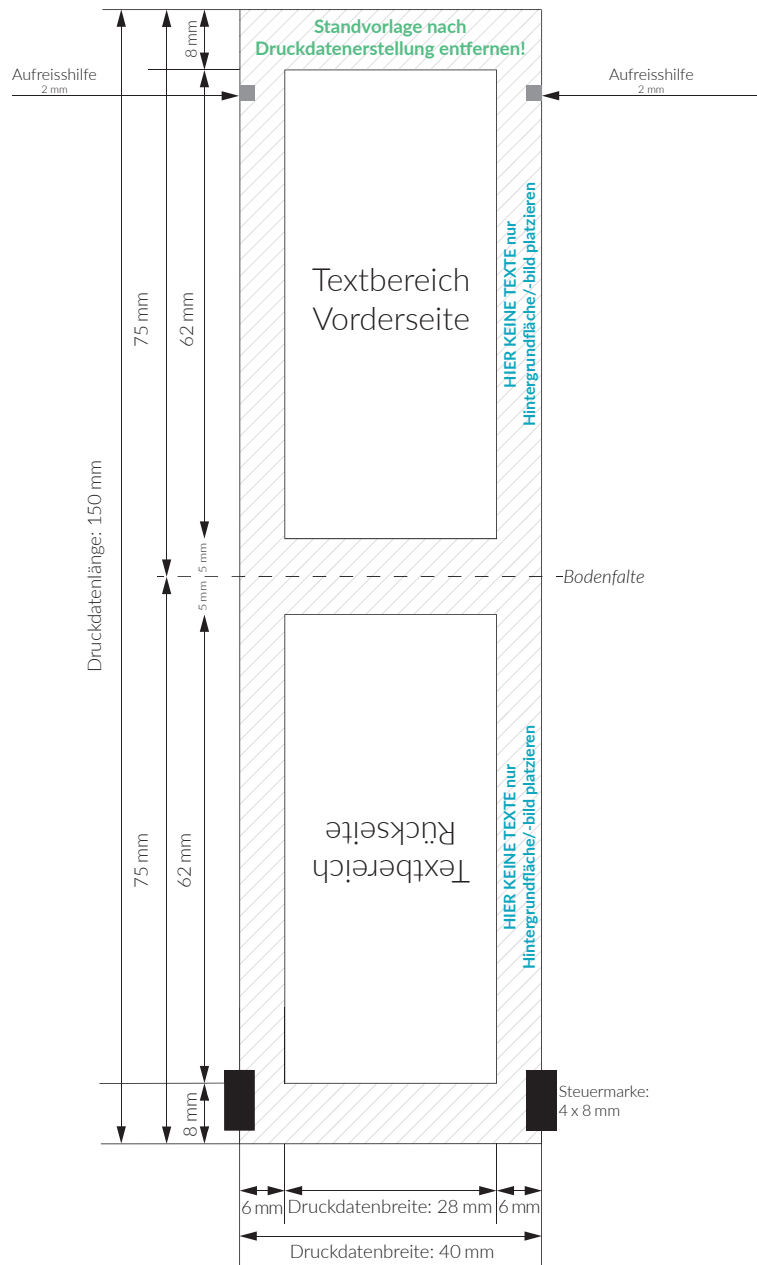 Standvorlage nach
Druckdatenerstellung entfernen!
8 mm
Aufreisshilfe
2 mm
Aufreisshilfe
2 mm
Textbereich
Vorderseite
HIER KEINE TEXTE nur
Hintergrundfläche/-bild platzieren
75 mm
62 mm
Druckdatenlänge: 150 mm
5 mm
5 mm
Bodenfalte
Textbereich
Rückseite
HIER KEINE TEXTE nur
Hintergrundfläche/-bild platzieren
75 mm
62 mm
8 mm
Steuermarke:
4 x 8 mm
6 mm
Druckdatenbreite: 28 mm
6 mm
Druckdatenbreite: 40 mm